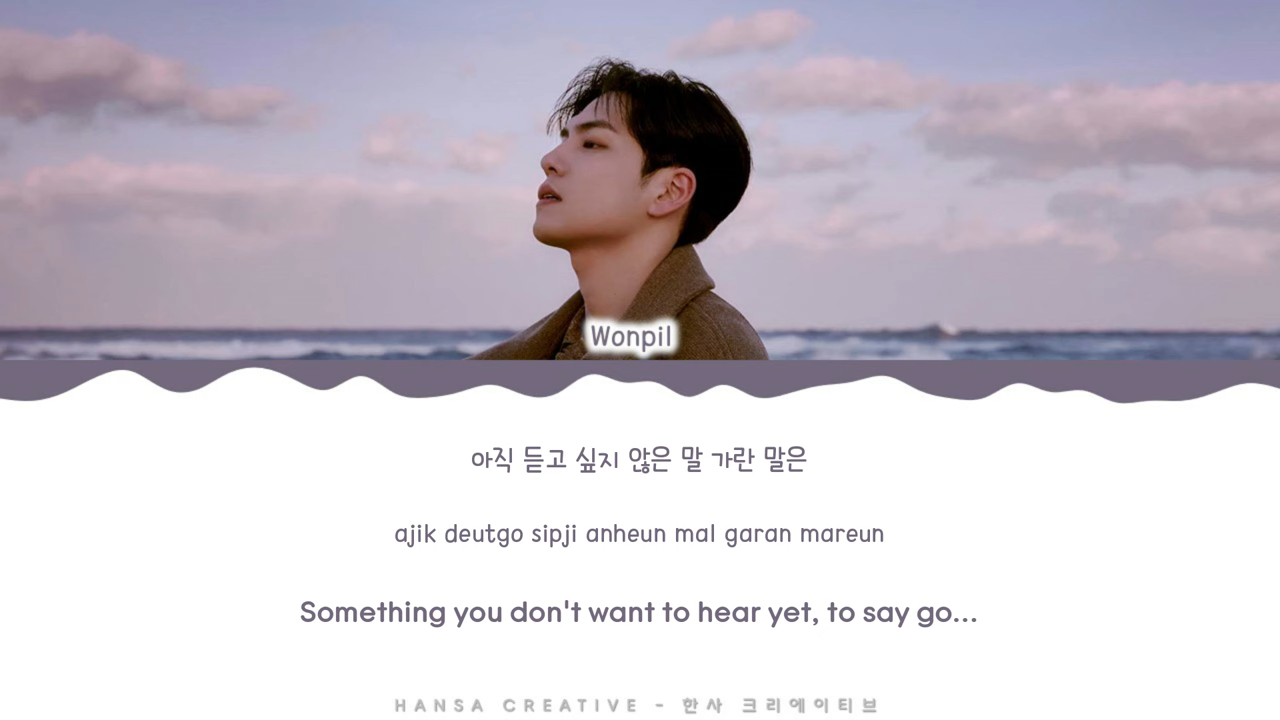 Wonpil
아직 듣고 싶지 않은 말 가란 말은
ajik deutgo sipji anheun mal garan mareun
Something you don't want to hear yet, to say go...
HANSA CREATIVE - 한사 크리에이티브